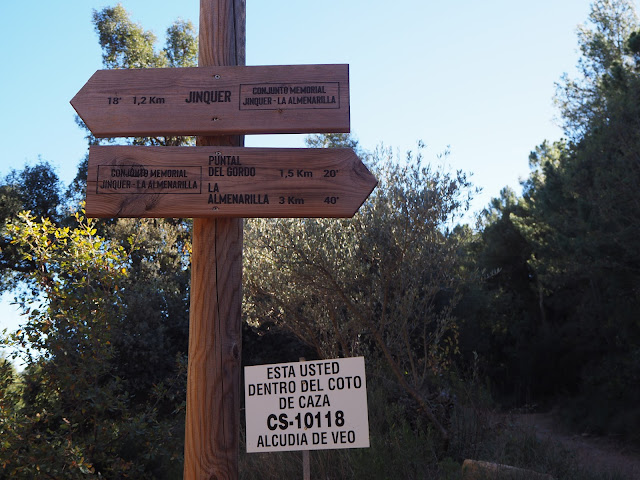 18' 1,2 Km JINQUER CONJUNTO MEMORIAL
JINQUER - LA ALMENARILLA
CONJUNTO MEMORIAL
JINQUER - LA ALMENARILLA
PUNTAL
DEL GORDO 1,5 Km 20'
LA
ALMENARILLA 3 Km 40'
ESTA USTED
DENTRO DEL COTO
DE CAZA
CS-10118
ALCUDIA DE VEO